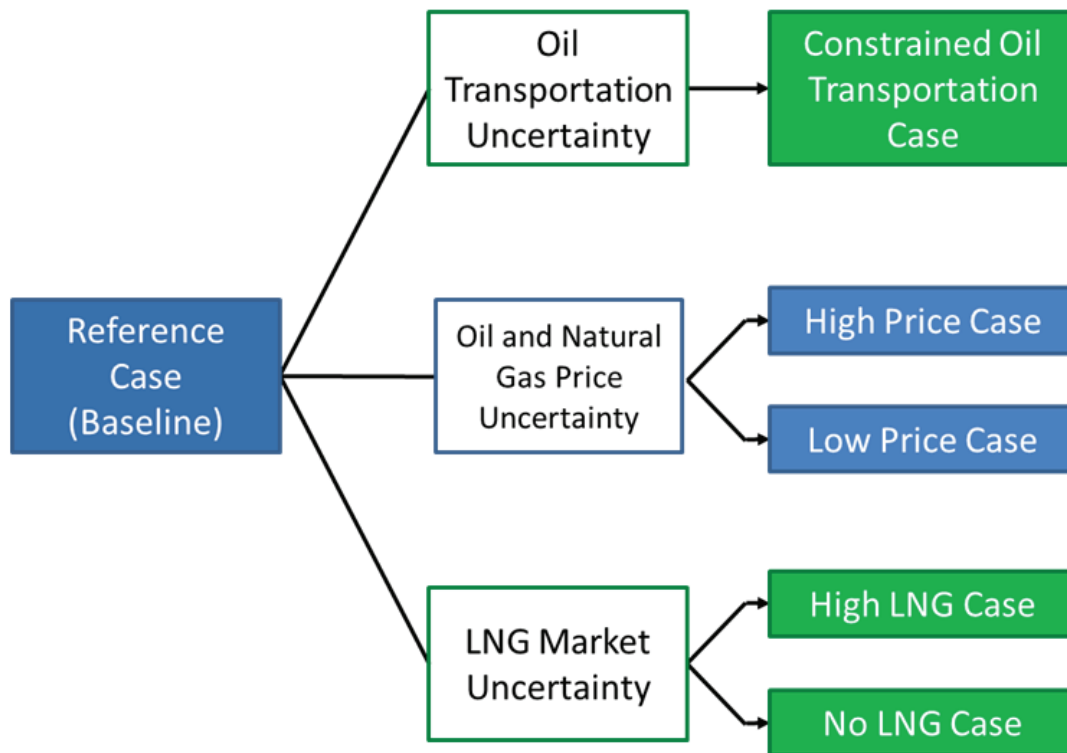 Oil
Transportation
Uncertainty
Constrained Oil
Transportation
Case
Reference
Case
(Baseline)
Oil and Natural
Gas Price
Uncertainty
High Price Case
Low Price Case
LNG Market
Uncertainty
High LNG Case
No LNG Case